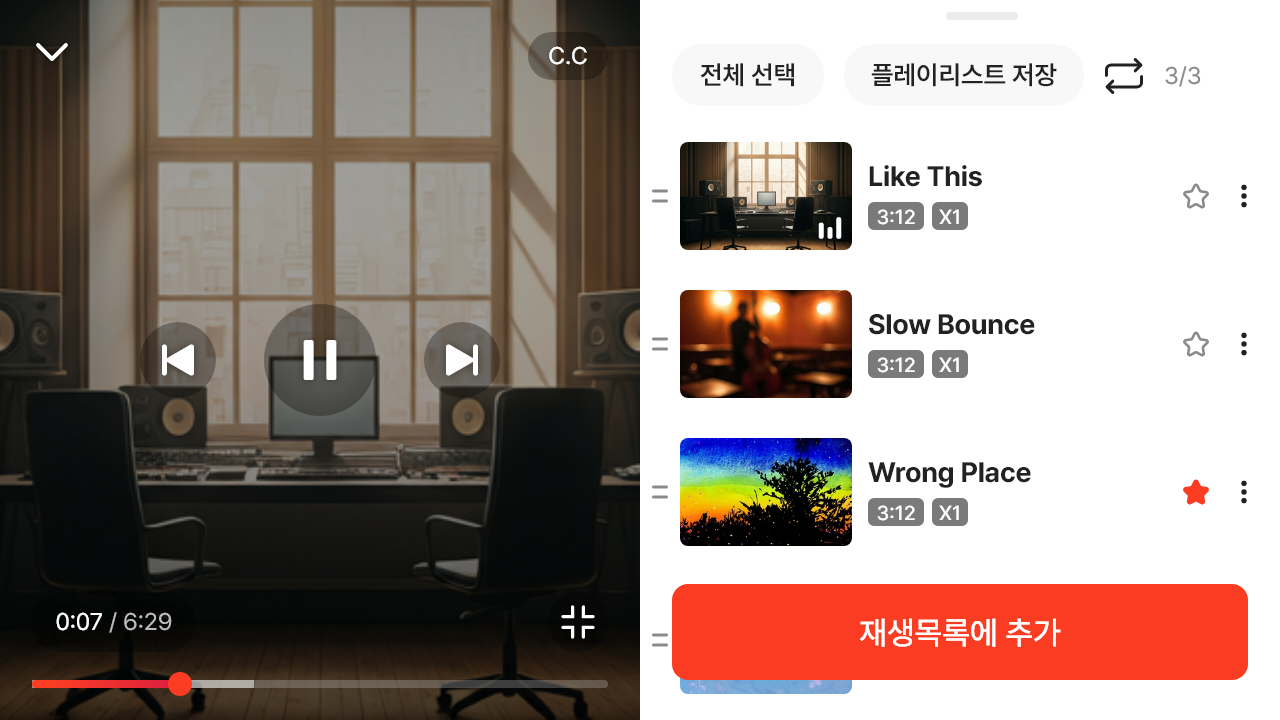 C.C
0:07 / 6:29
전체 선택
플레이리스트 저장
3/3
Like This
3:12 X1
Slow Bounce
3:12 X1
Wrong Place
3:12 X1
재생목록에 추가